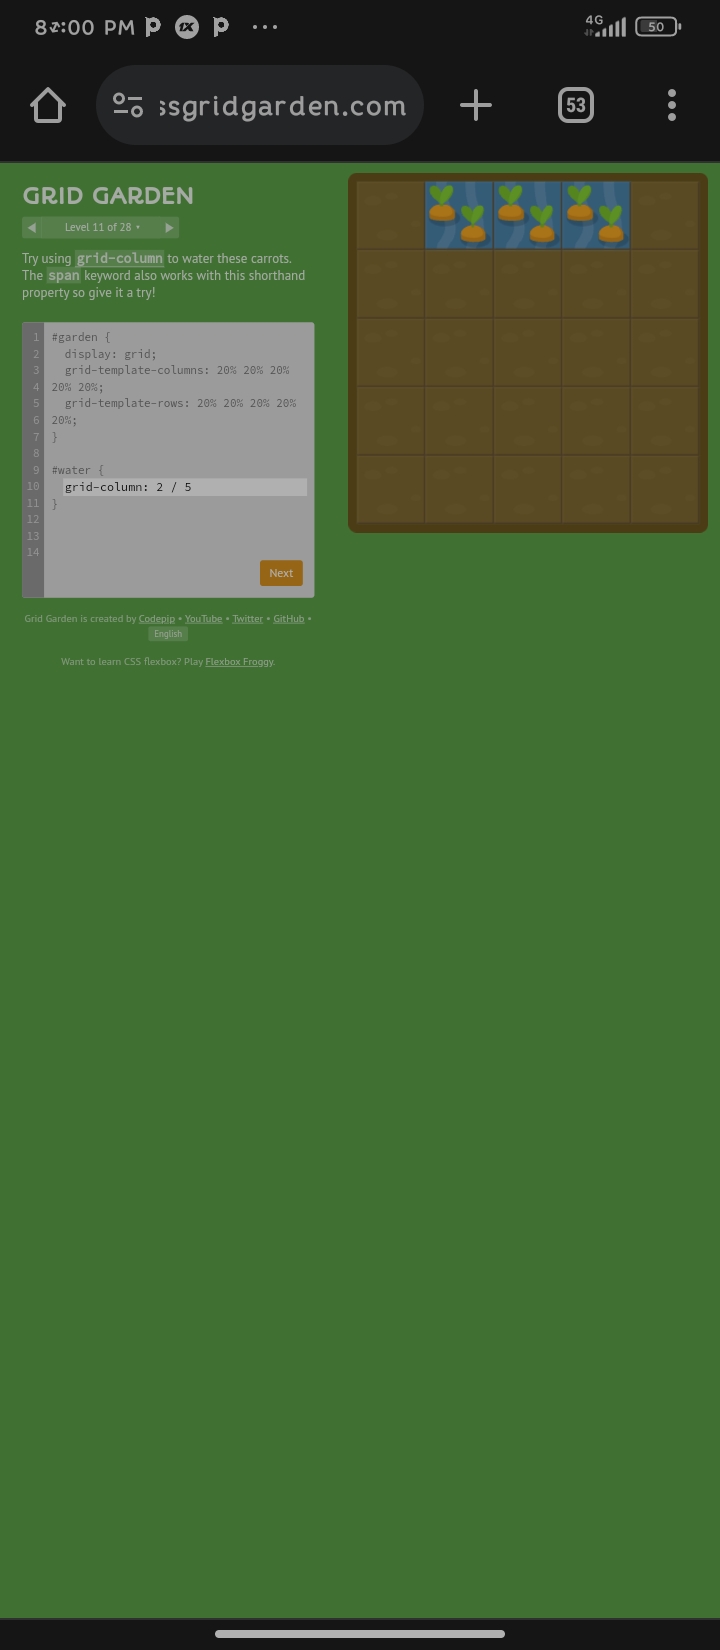 8:00 PM
4G
50
ssgridgarden.com
53
GRID GARDEN
Level 11 of 28
Try using grid-column to water these carrots.
The span keyword also works with this shorthand
property so give it a try!
1 #garden {
2 display: grid;
3 grid-template-columns: 20% 20% 20%
4 20% 20%;
5 grid-template-rows: 20% 20% 20% 20%
6 20%;
7 }
8
9 #water {
10 grid-column: 2 / 5
11 }
12
13
14
Next
Grid Garden is created by Codepip • YouTube • Twitter • GitHub •
English
Want to learn CSS flexbox? Play Flexbox Froggy.